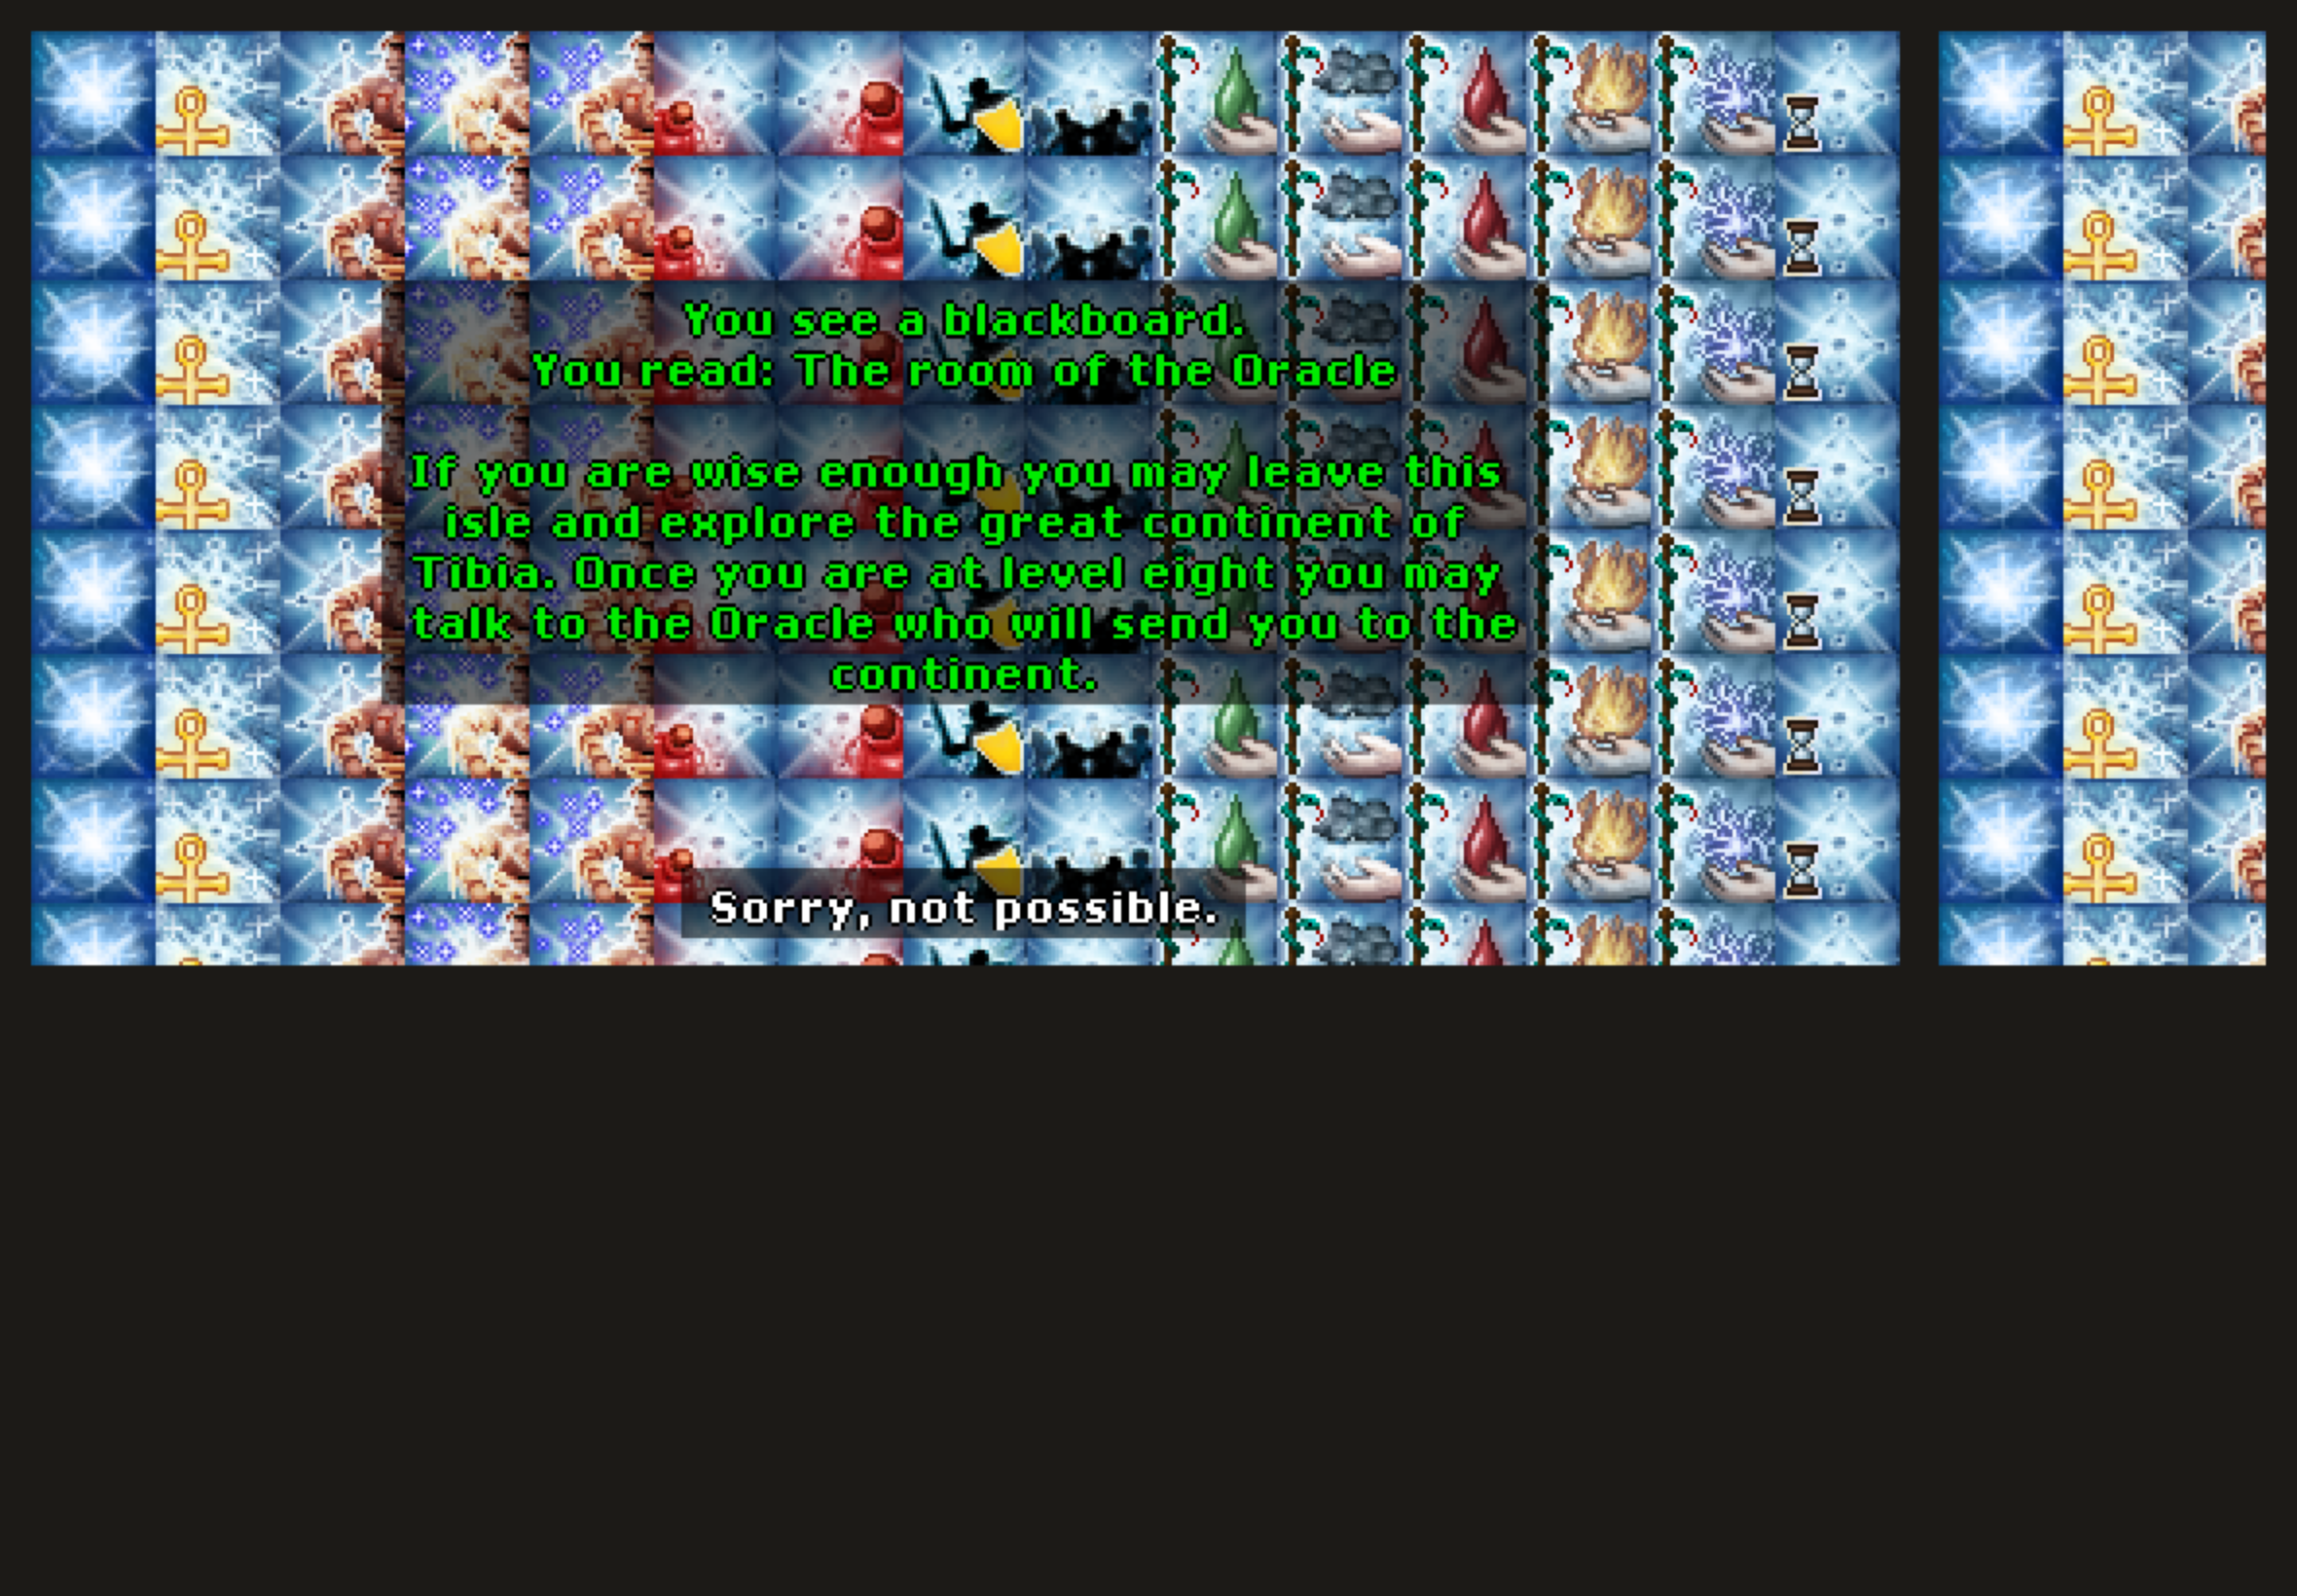 You see a blackboard.
You read: The room of the Oracle
If you are wise enough you may leave this
isle and explore the great continent of
Tibia. Once you are at level eight you may
talk to the Oracle who will send you to the
continent.
Sorry, not possible.